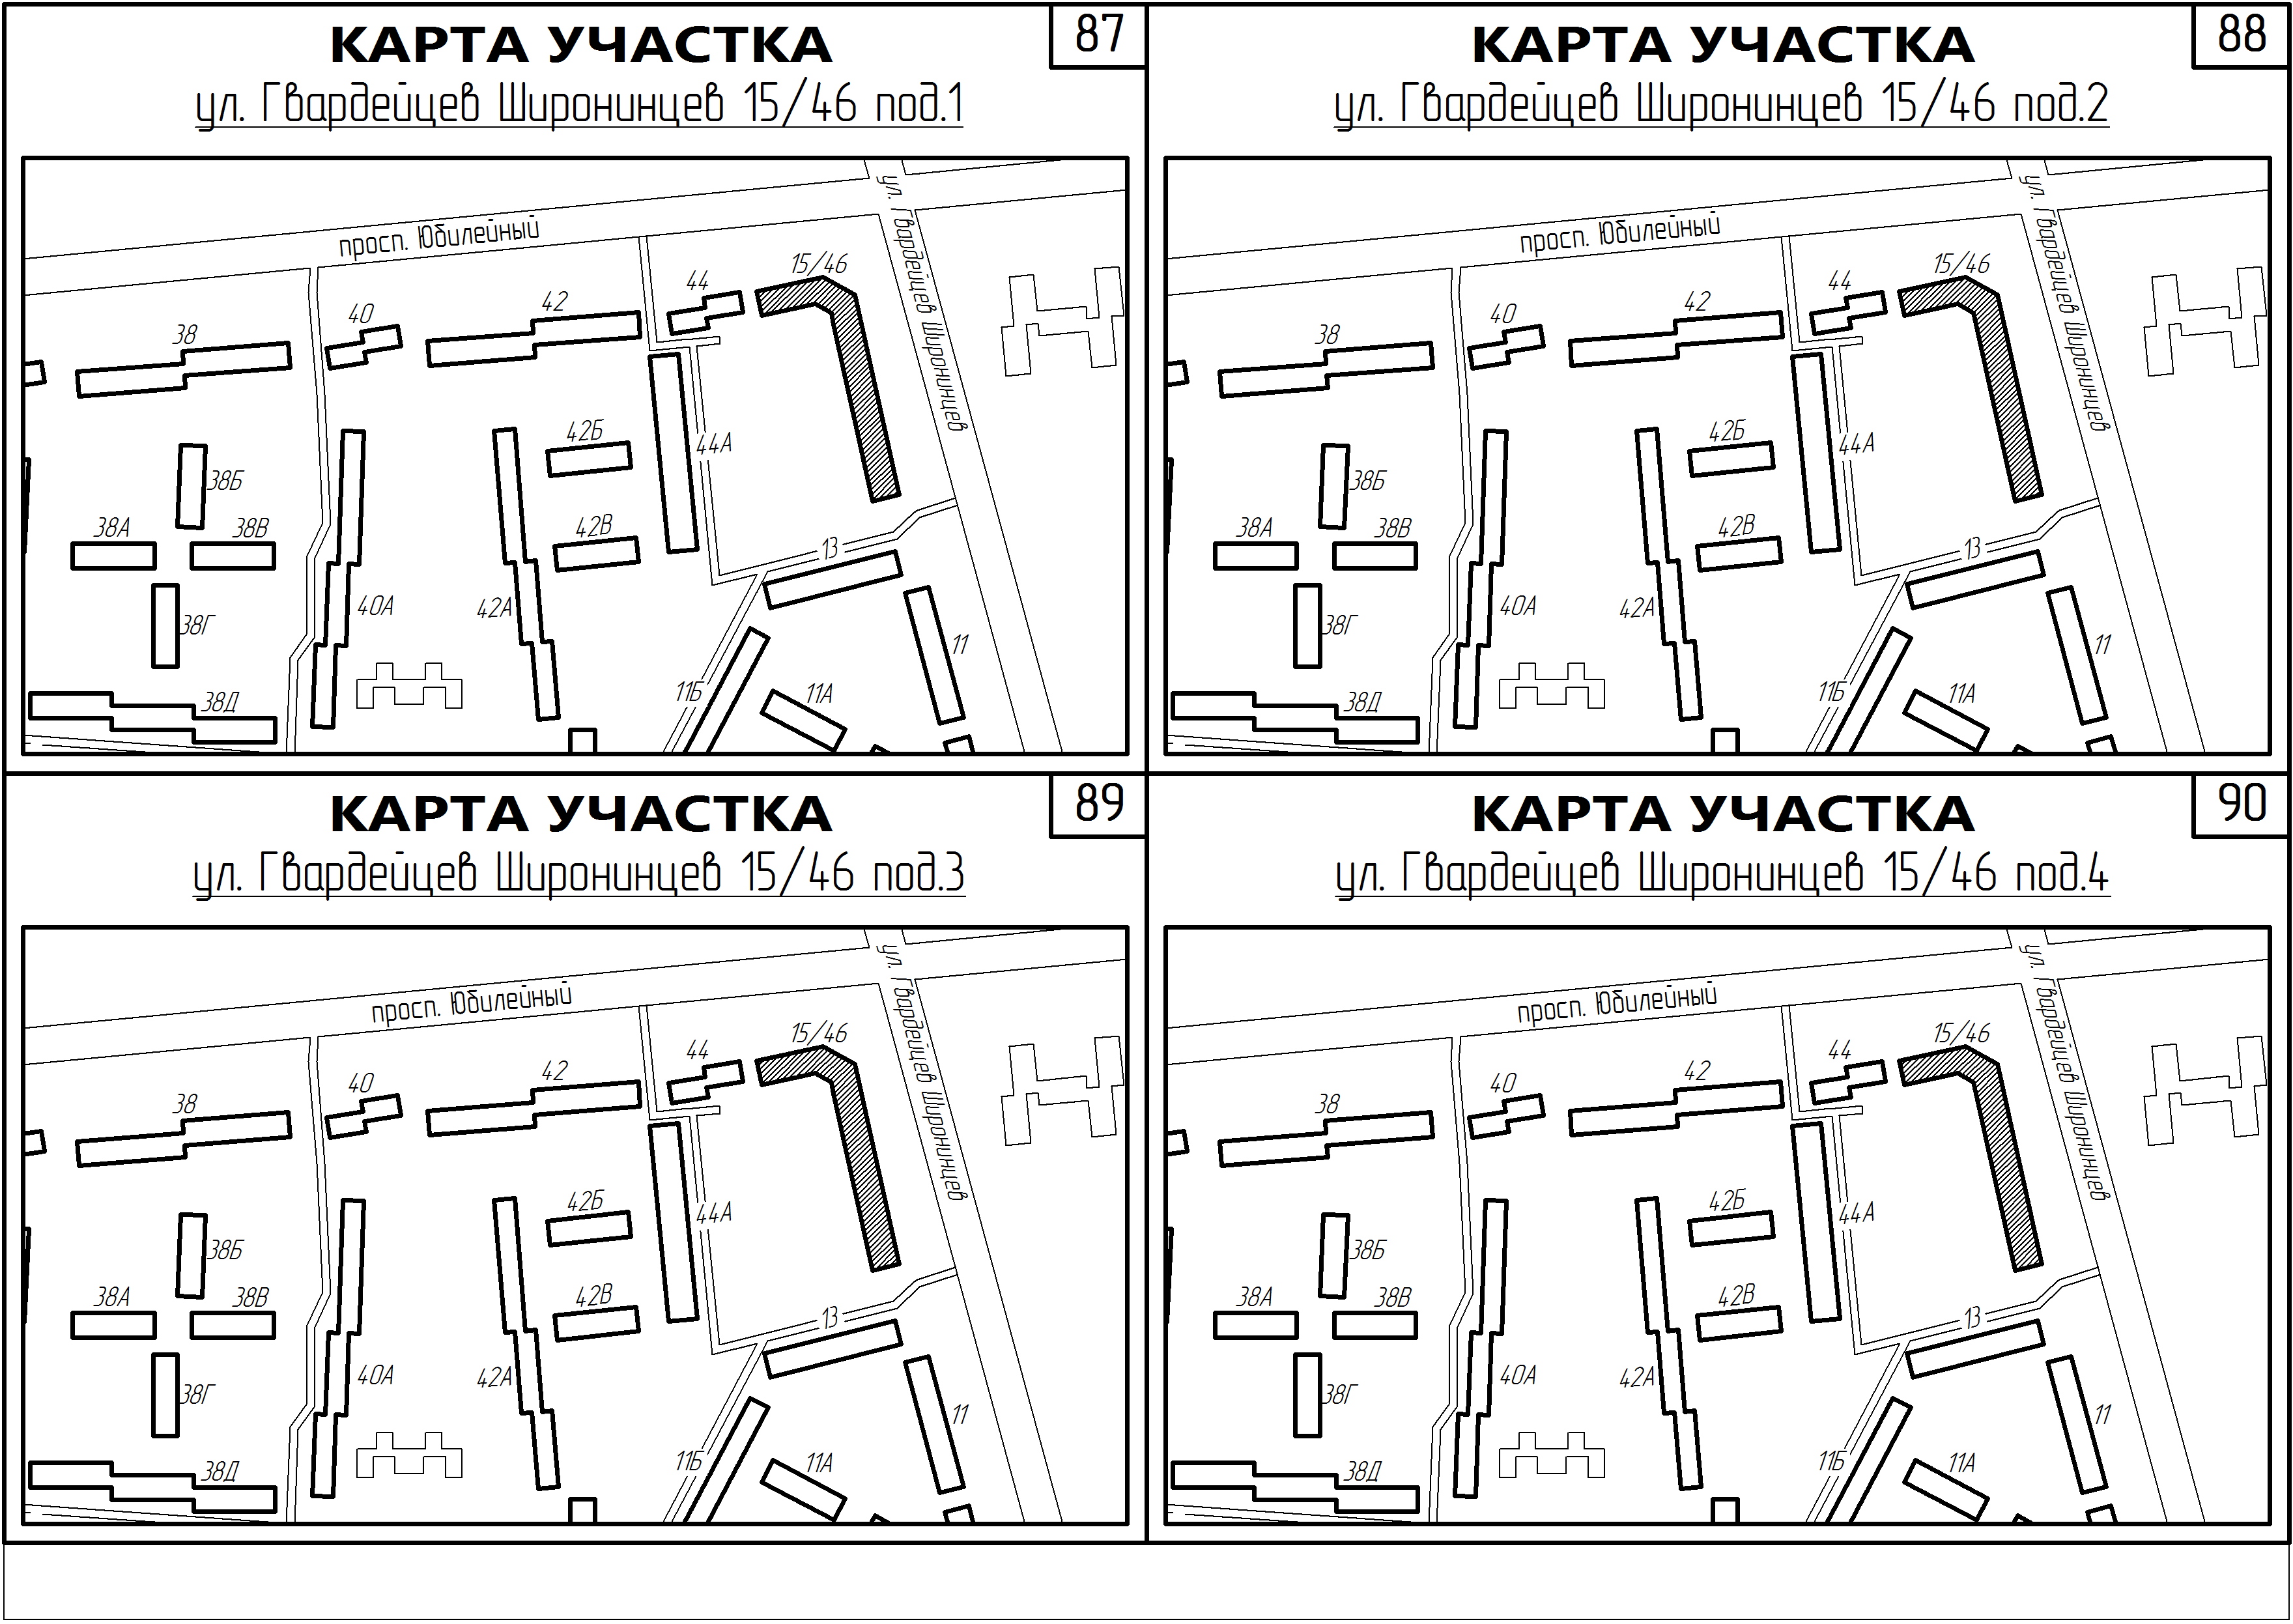 87
КАРТА УЧАСТКА
ул. Гвардейцев Широнинцев 15/46 под.1
ул. Гвардейцев Широнинцев
просп. Юбилейный
15/46
44
42
40
38
42Б
44А
38Б
38А
38В
42В
13
40А
42А
38Г
11
11Б
11А
38Д
88
КАРТА УЧАСТКА
ул. Гвардейцев Широнинцев 15/46 под.2
ул. Гвардейцев Широнинцев
просп. Юбилейный
15/46
44
42
40
38
42Б
44А
38Б
38А
38В
42В
13
40А
42А
38Г
11
11Б
11А
38Д
89
КАРТА УЧАСТКА
ул. Гвардейцев Широнинцев 15/46 под.3
ул. Гвардейцев Широнинцев
просп. Юбилейный
15/46
44
42
40
38
42Б
44А
38Б
38А
38В
42В
13
40А
42А
38Г
11
11Б
11А
38Д
90
КАРТА УЧАСТКА
ул. Гвардейцев Широнинцев 15/46 под.4
ул. Гвардейцев Широнинцев
просп. Юбилейный
15/46
44
42
40
38
42Б
44А
38Б
38А
38В
42В
13
40А
42А
38Г
11
11Б
11А
38Д